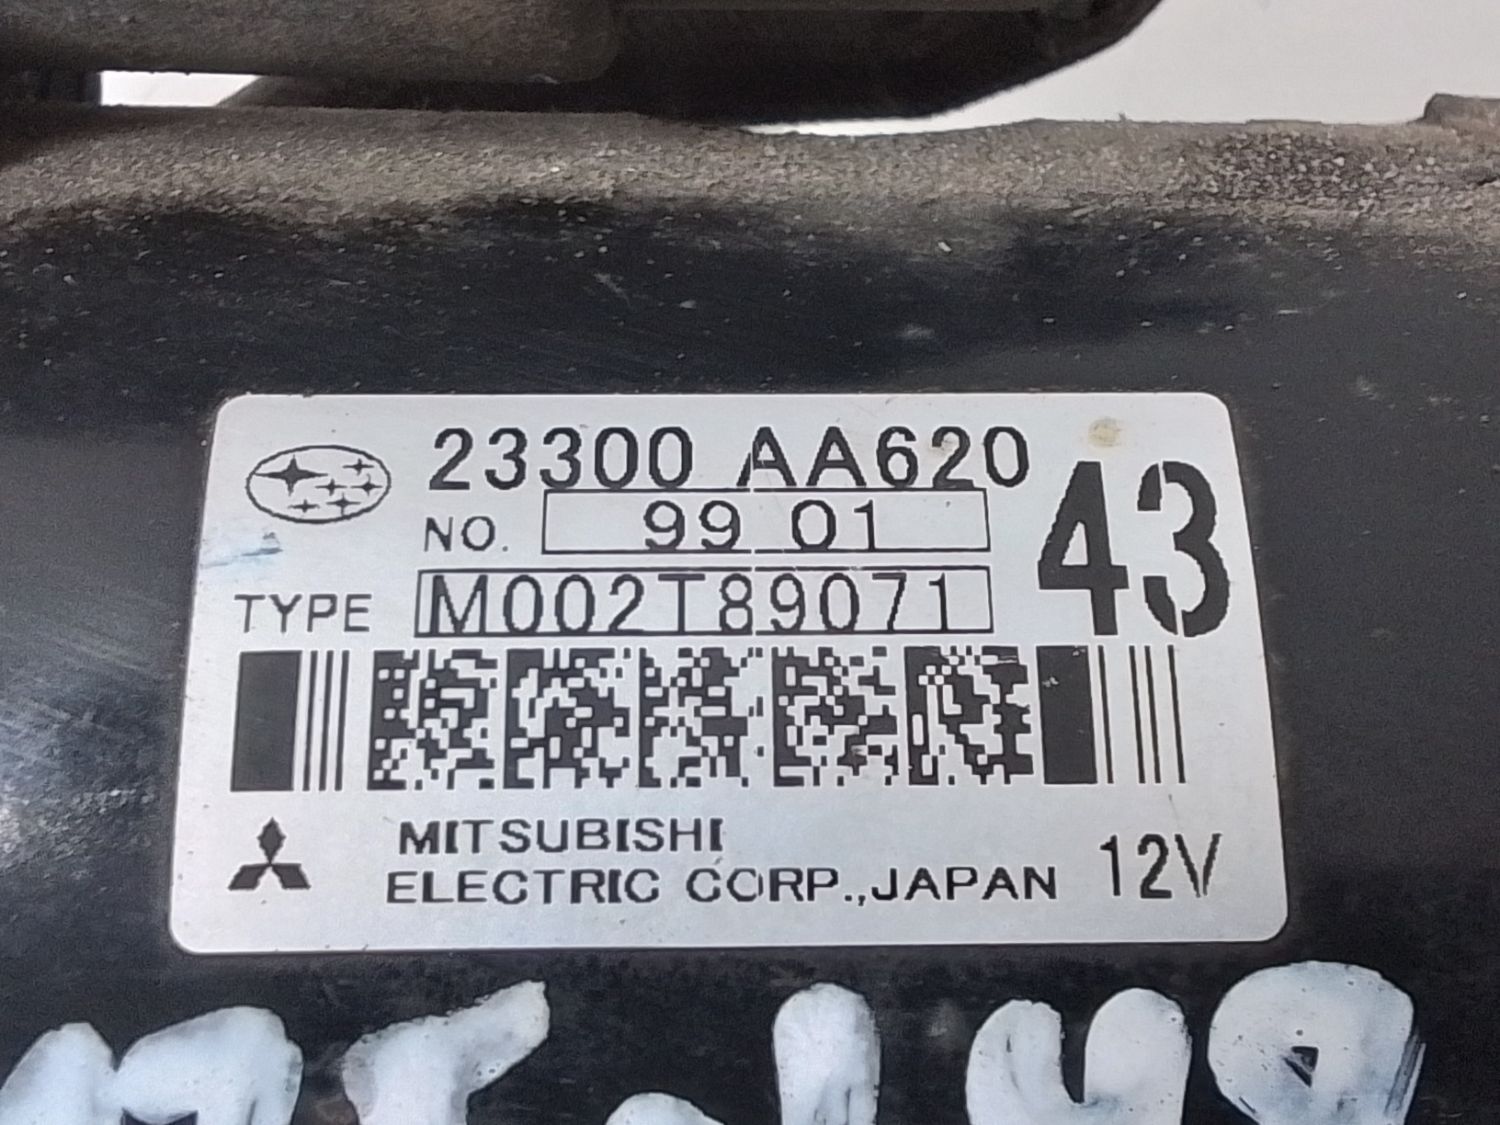 23300 AA620
43
NO. 99 01
TYPE M002T89071
MITSUBISHI
ELECTRIC CORP.,JAPAN 12V